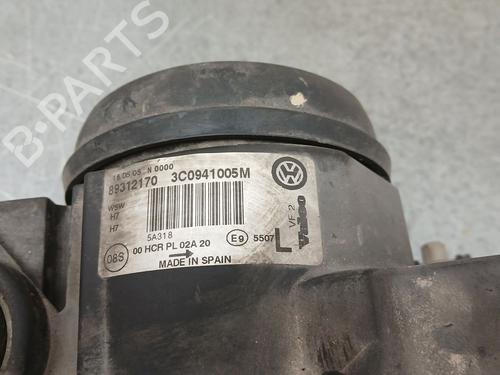 B-PARTS
18.05.05 - N 0000
89312170 3C0941005M
W5W
H7
H7
5A318
VF 2
Valeo
L
08S 00 HCR PL 02A 20
E9 5507
MADE IN SPAIN